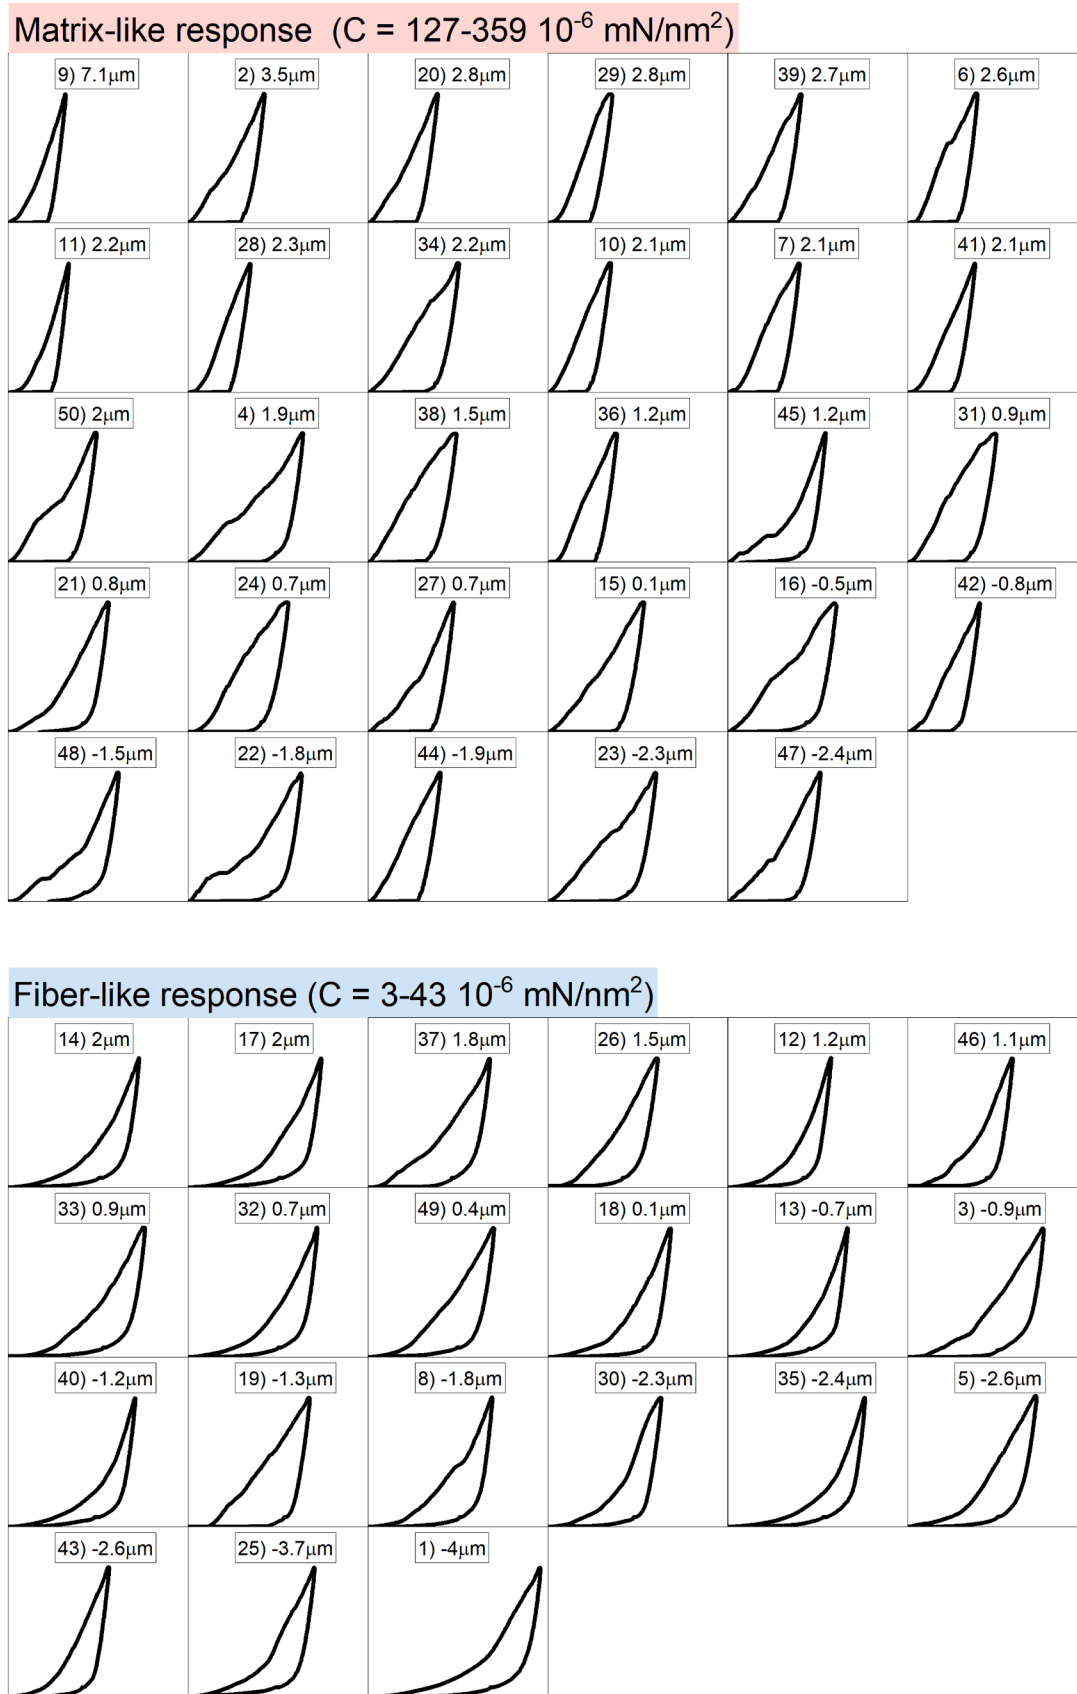 Matrix-like response (C = 127-359 10⁻⁶ mN/nm²)
9) 7.1μm 2) 3.5μm 20) 2.8μm 29) 2.8μm 39) 2.7μm 6) 2.6μm
11) 2.2μm 28) 2.3μm 34) 2.2μm 10) 2.1μm 7) 2.1μm 41) 2.1μm
50) 2μm 4) 1.9μm 38) 1.5μm 36) 1.2μm 45) 1.2μm 31) 0.9μm
21) 0.8μm 24) 0.7μm 27) 0.7μm 15) 0.1μm 16) -0.5μm 42) -0.8μm
48) -1.5μm 22) -1.8μm 44) -1.9μm 23) -2.3μm 47) -2.4μm
Fiber-like response (C = 3-43 10⁻⁶ mN/nm²)
14) 2μm 17) 2μm 37) 1.8μm 26) 1.5μm 12) 1.2μm 46) 1.1μm
33) 0.9μm 32) 0.7μm 49) 0.4μm 18) 0.1μm 13) -0.7μm 3) -0.9μm
40) -1.2μm 19) -1.3μm 8) -1.8μm 30) -2.3μm 35) -2.4μm 5) -2.6μm
43) -2.6μm 25) -3.7μm 1) -4μm